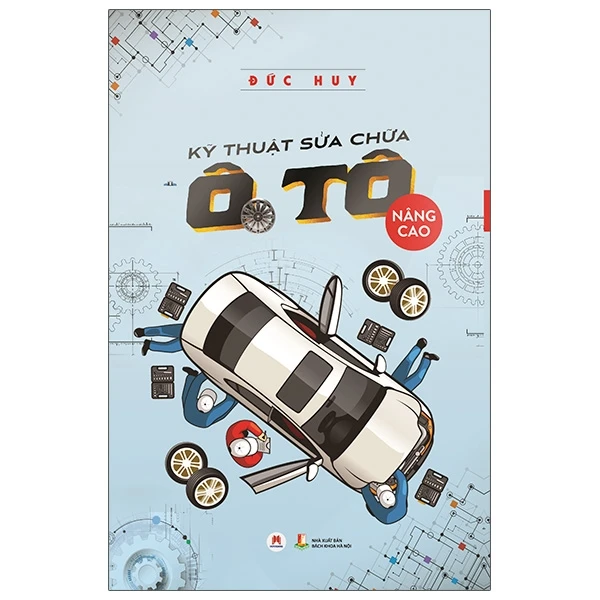 ĐỨC HUY
KỸ THUẬT SỬA CHỮA
Ô TÔ
NÂNG
CAO
NHÀ XUẤT BẢN
BÁCH KHOA HÀ NỘI